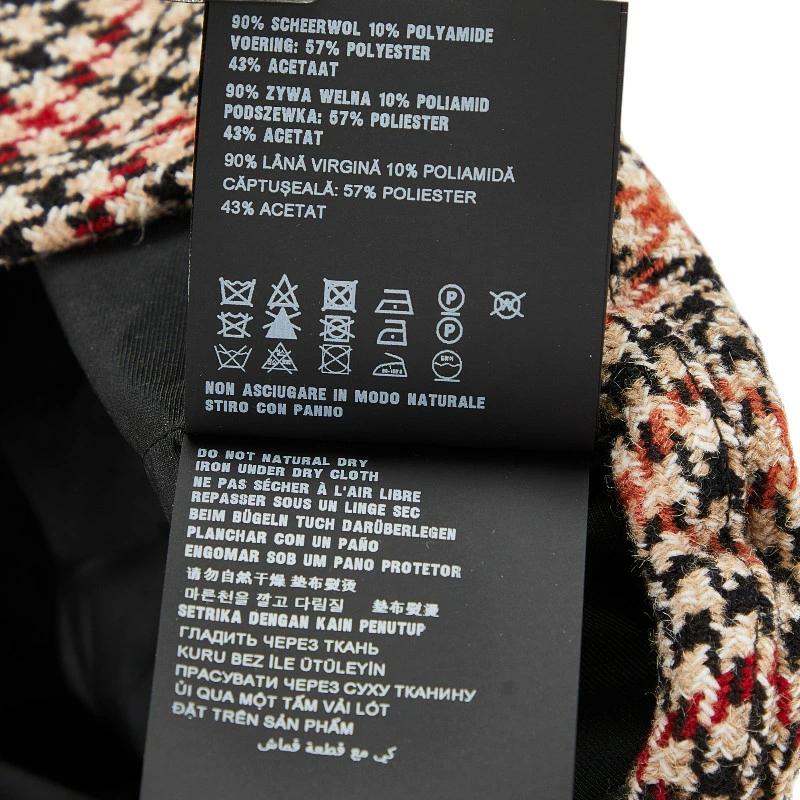 90% SCHEERWOL 10% POLYAMIDE
VOERING: 57% POLYESTER
43% ACETAAT
90% ZYWA WELNA 10% POLIAMID
PODSZEWKA: 57% POLIESTER
43% ACETAT
90% LÂNĂ VIRGINĂ 10% POLIAMIDĂ
CĂPTUȘEALĂ: 57% POLIESTER
43% ACETAT
P W
P
NON ASCIUGARE IN MODO NATURALE
STIRO CON PANNO
DO NOT NATURAL DRY
IRON UNDER DRY CLOTH
NE PAS SÉCHER À L'AIR LIBRE
REPASSER SOUS UN LINGE SEC
BEIM BÜGELN TUCH DARÜBERLEGEN
PLANCHAR CON UN PAÑO
ENGOMAR SOB UM PANO PROTETOR
请勿自然干燥 垫布熨烫
마른천을 깔고 다림질 垫布熨燙
SETRIKA DENGAN KAIN PENUTUP
ГЛАДИТЬ ЧЕРЕЗ ТКАНЬ
KURU BEZ İLE ÜTÜLEYİN
ПРАСУВАТИ ЧЕРЕЗ СУХУ ТКАНИНУ
ỦI QUA MỘT TẤM VẢI LÓT
ĐẶT TRÊN SẢN PHẨM
كي مع قطعة قماش